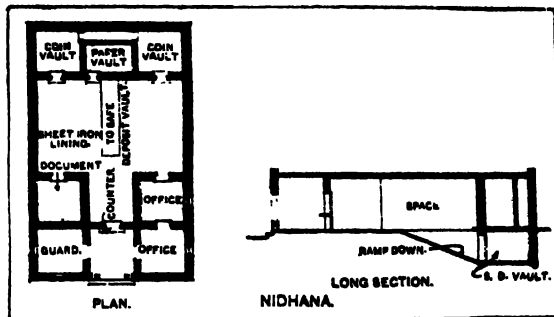 COIN VAULT
PAPER VAULT
COIN VAULT
SHEET IRON LINING.
TO SAFE DEPOSIT VAULT.
DOCUMENT
COUNTER
OFFICE
GUARD.
OFFICE
PLAN.
SPACE
RAMP DOWN.
S. D. VAULT.
LONG SECTION.
NIDHANA.